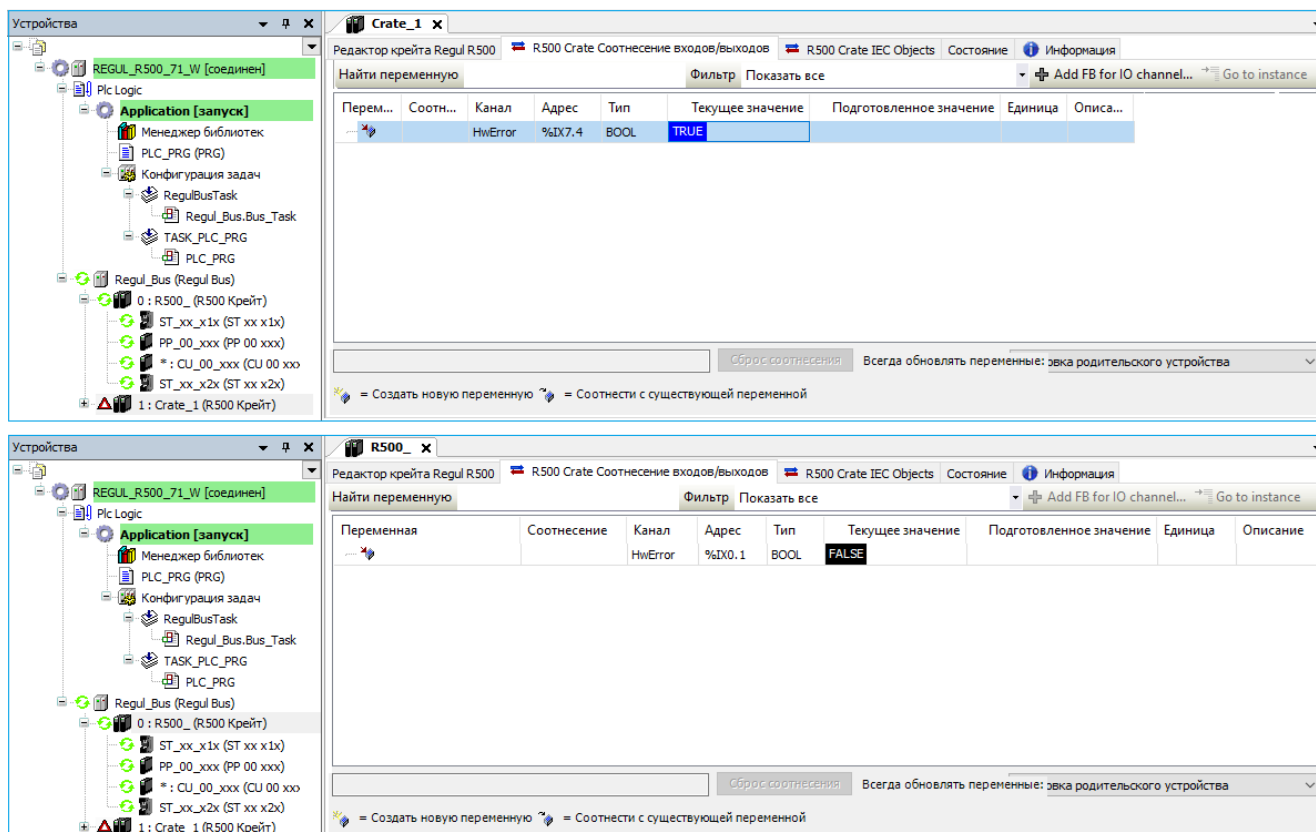 Устройства
REGUL_R500_71_W [соединен]
Plc Logic
Application [запуск]
Менеджер библиотек
PLC_PRG (PRG)
Конфигурация задач
RegulBusTask
Regul_Bus.Bus_Task
TASK_PLC_PRG
PLC_PRG
Regul_Bus (Regul Bus)
0 : R500_ (R500 Крейт)
ST_xx_x1x (ST xx x1x)
PP_00_xxx (PP 00 xxx)
* : CU_00_xxx (CU 00 xxx
ST_xx_x2x (ST xx x2x)
1 : Crate_1 (R500 Крейт)
Crate_1
Редактор крейта Regul R500 R500 Crate Соотнесение входов/выходов R500 Crate IEC Objects Состояние Информация
Найти переменную Фильтр Показать все Add FB for IO channel... Go to instance
Перем... Соотн... Канал Адрес Тип Текущее значение Подготовленное значение Единица Описа...
HwError %IX7.4 BOOL TRUE
Сброс соотнесения Всегда обновлять переменные: овка родительского устройства
= Создать новую переменную = Соотнести с существующей переменной
Устройства
REGUL_R500_71_W [соединен]
Plc Logic
Application [запуск]
Менеджер библиотек
PLC_PRG (PRG)
Конфигурация задач
RegulBusTask
Regul_Bus.Bus_Task
TASK_PLC_PRG
PLC_PRG
Regul_Bus (Regul Bus)
0 : R500_ (R500 Крейт)
ST_xx_x1x (ST xx x1x)
PP_00_xxx (PP 00 xxx)
* : CU_00_xxx (CU 00 xxx
ST_xx_x2x (ST xx x2x)
1 : Crate_1 (R500 Крейт)
R500_
Редактор крейта Regul R500 R500 Crate Соотнесение входов/выходов R500 Crate IEC Objects Состояние Информация
Найти переменную Фильтр Показать все Add FB for IO channel... Go to instance
Переменная Соотнесение Канал Адрес Тип Текущее значение Подготовленное значение Единица Описание
HwError %IX0.1 BOOL FALSE
Сброс соотнесения Всегда обновлять переменные: овка родительского устройства
= Создать новую переменную = Соотнести с существующей переменной